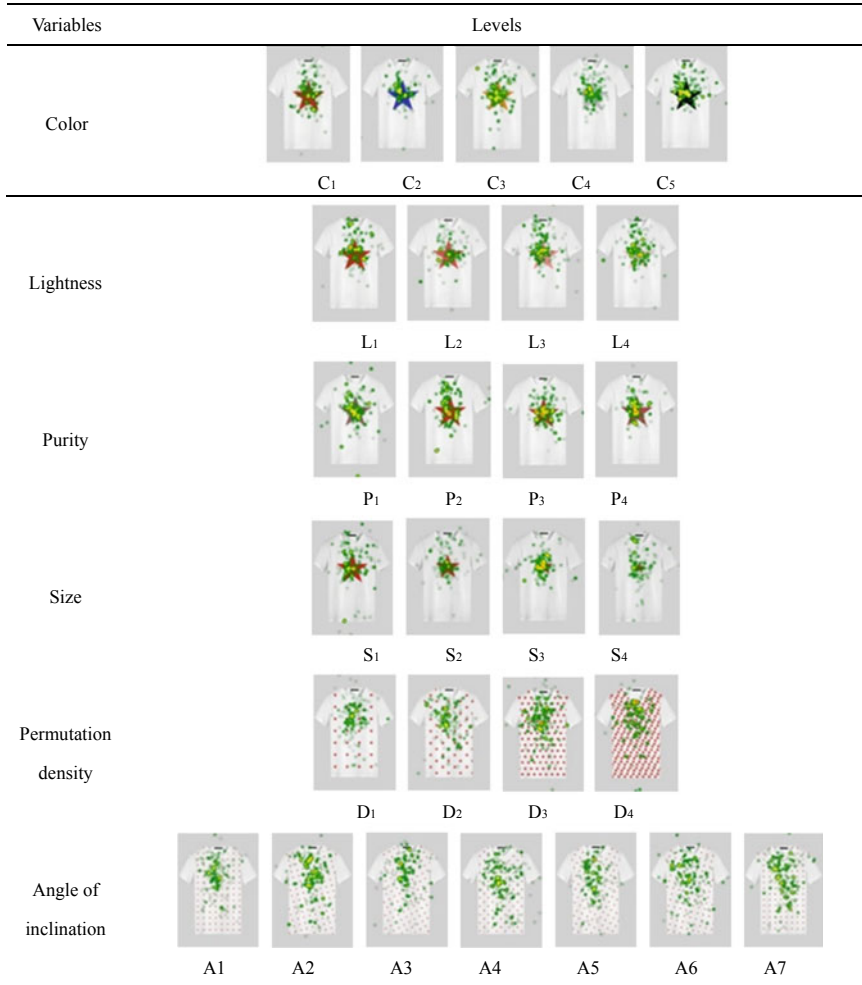 Variables Levels
Color
C1 C2 C3 C4 C5
Lightness
L1 L2 L3 L4
Purity
P1 P2 P3 P4
Size
S1 S2 S3 S4
Permutation
density
D1 D2 D3 D4
Angle of
inclination
A1 A2 A3 A4 A5 A6 A7